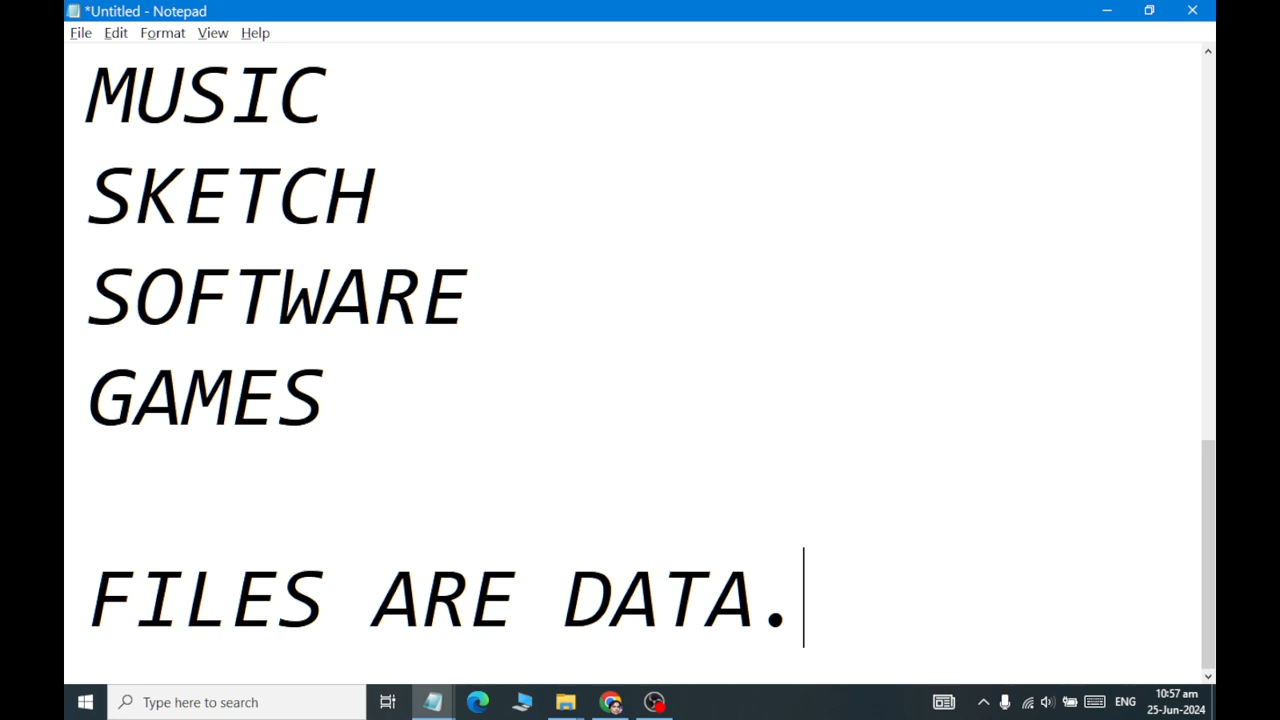 *Untitled - Notepad
File Edit Format View Help
MUSIC
SKETCH
SOFTWARE
GAMES
FILES ARE DATA.
Type here to search
ENG
10:57 am
25-Jun-2024